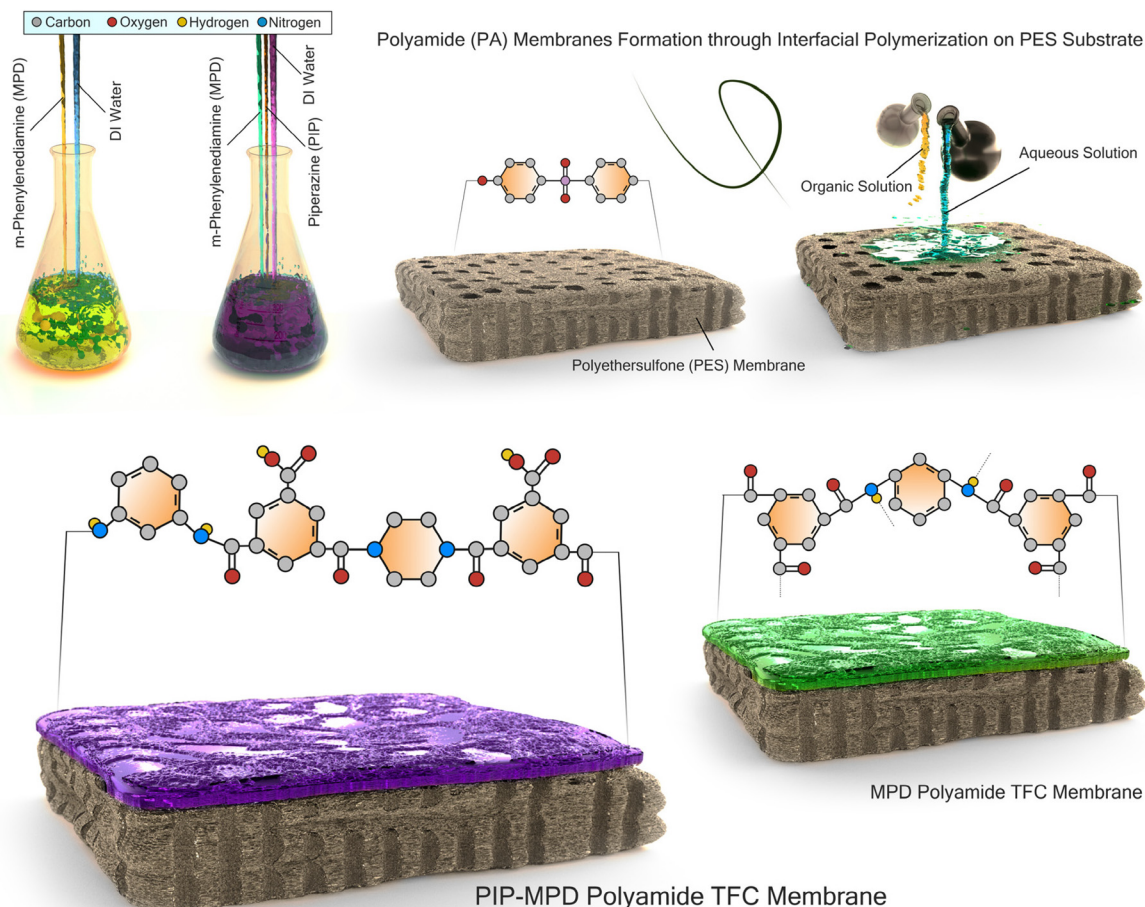 Carbon Oxygen Hydrogen Nitrogen
Polyamide (PA) Membranes Formation through Interfacial Polymerization on PES Substrate
m-Phenylenediamine (MPD)
DI Water
m-Phenylenediamine (MPD)
Piperazine (PIP)
DI Water
Organic Solution
Aqueous Solution
Polyethersulfone (PES) Membrane
MPD Polyamide TFC Membrane
PIP-MPD Polyamide TFC Membrane